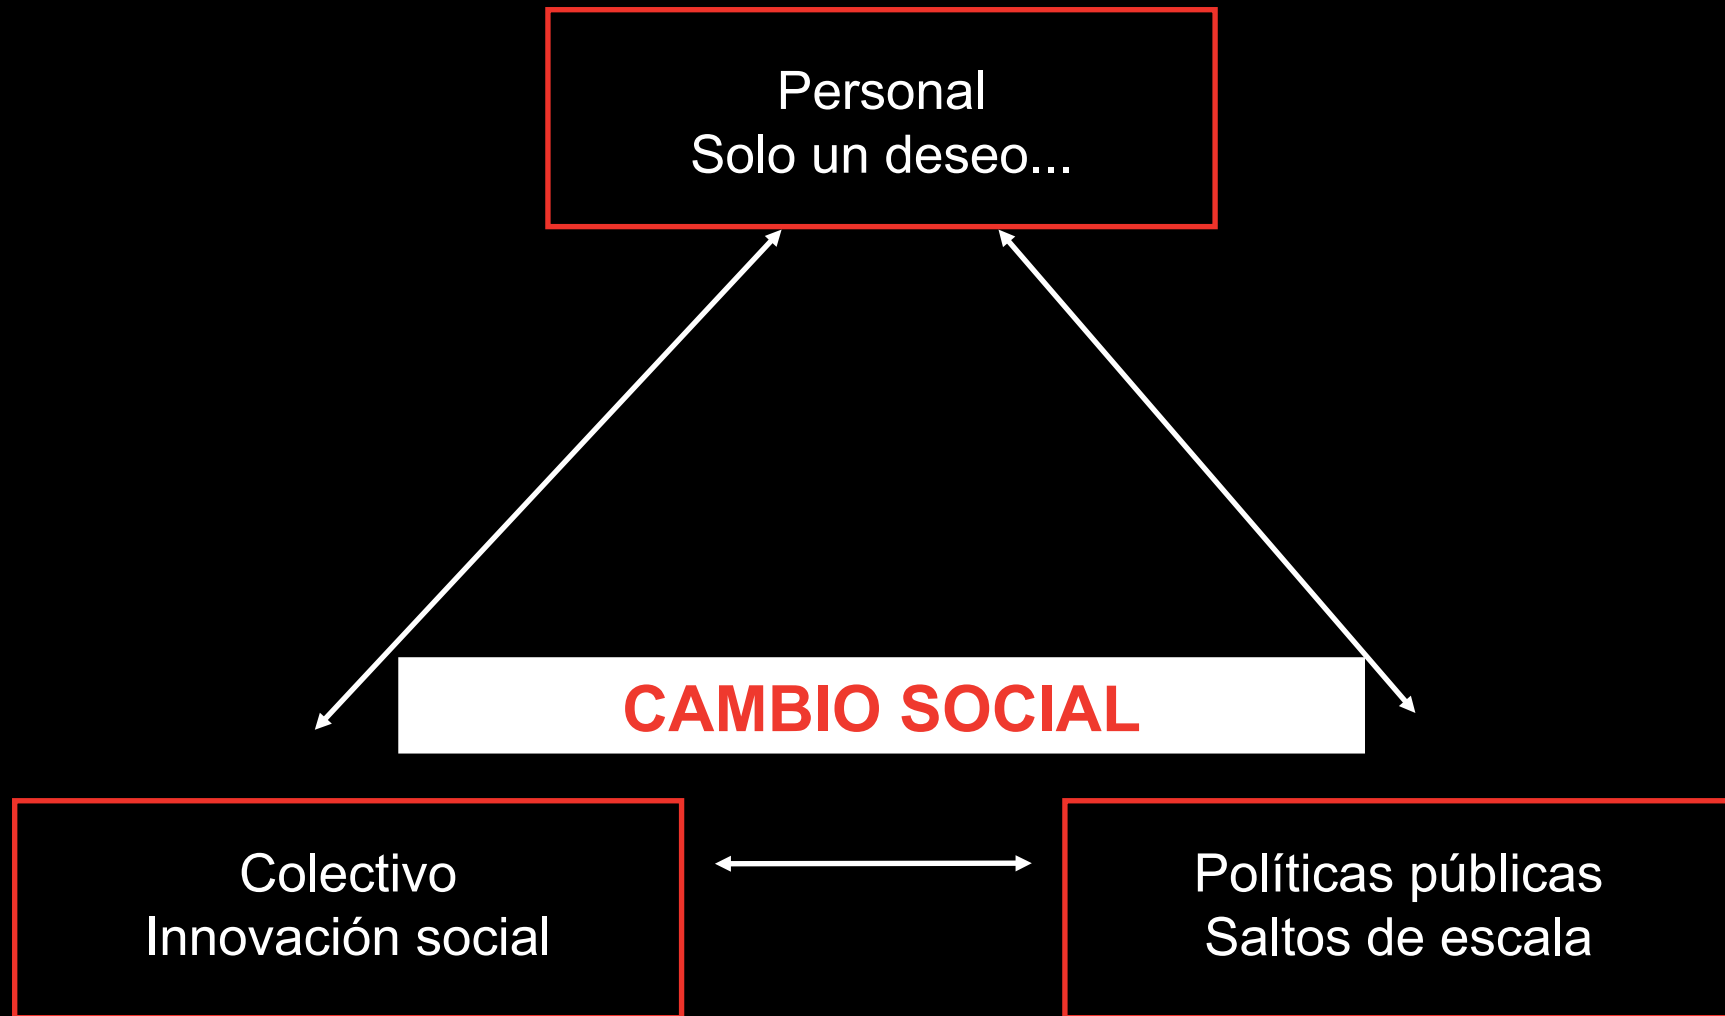 Personal
Solo un deseo...
CAMBIO SOCIAL
Colectivo
Innovación social
Políticas públicas
Saltos de escala